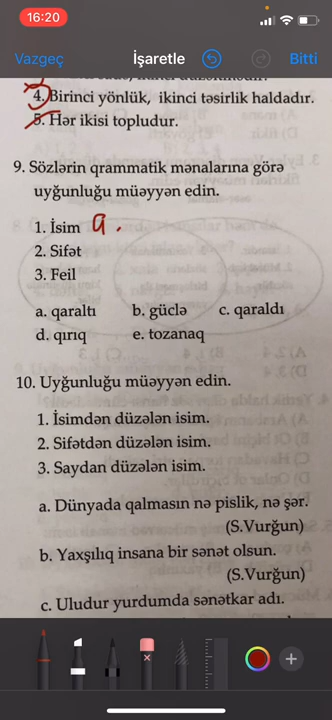 16:20
Vazgeç
İşaretle
Bitti
4. Birinci yönlük, ikinci təsirlik haldadır.
5. Hər ikisi topludur.
9. Sözlərin qrammatik mənalarına görə
uyğunluğu müəyyən edin.
1. İsim a.
2. Sifət
3. Feil
a. qaraltı b. güclə c. qaraldı
d. qırıq e. tozanaq
10. Uyğunluğu müəyyən edin.
1. İsimdən düzələn isim.
2. Sifətdən düzələn isim.
3. Saydan düzələn isim.
a. Dünyada qalmasın nə pislik, nə şər.
(S.Vurğun)
b. Yaxşılıq insana bir sənət olsun.
(S.Vurğun)
c. Uludur yurdumda sənətkar adı.